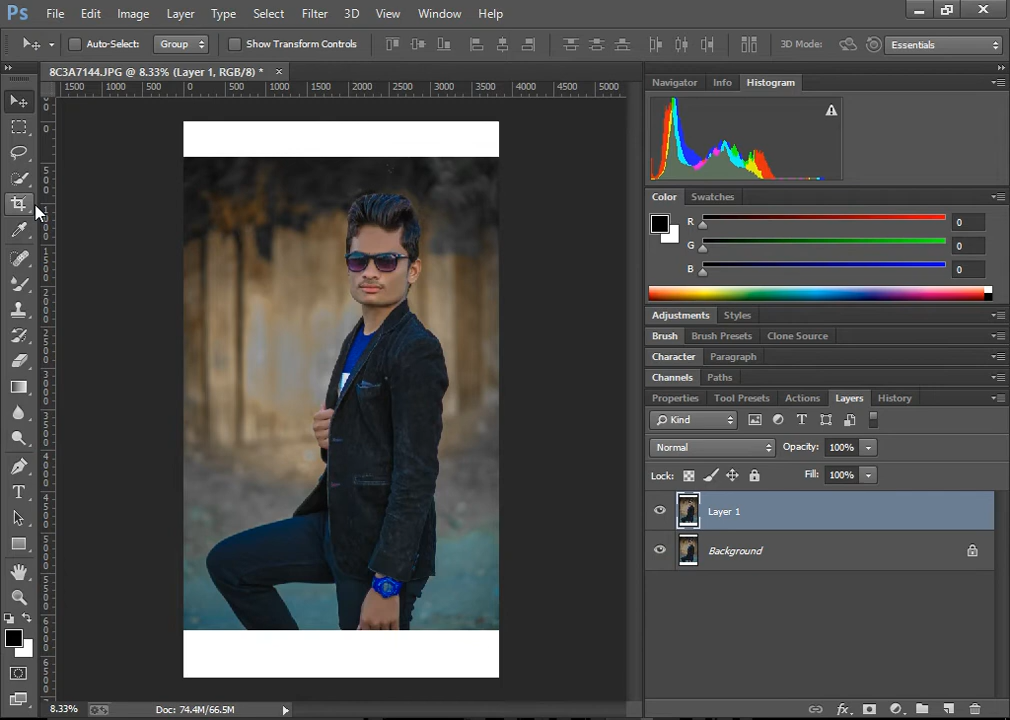 Ps File Edit Image Layer Type Select Filter 3D View Window Help
Auto-Select: Group Show Transform Controls 3D Mode: Essentials
8C3A7144.JPG @ 8.33% (Layer 1, RGB/8) * ×
1500 1000 500 0 500 1000 1500 2000 2500 3000 3500 4000 4500 5000
Navigator Info Histogram
Color Swatches
R 0
G 0
B 0
Adjustments Styles
Brush Brush Presets Clone Source
Character Paragraph
Channels Paths
Properties Tool Presets Actions Layers History
Kind
Normal Opacity: 100%
Lock: Fill: 100%
Layer 1
Background
8.33% Doc: 74.4M/66.5M